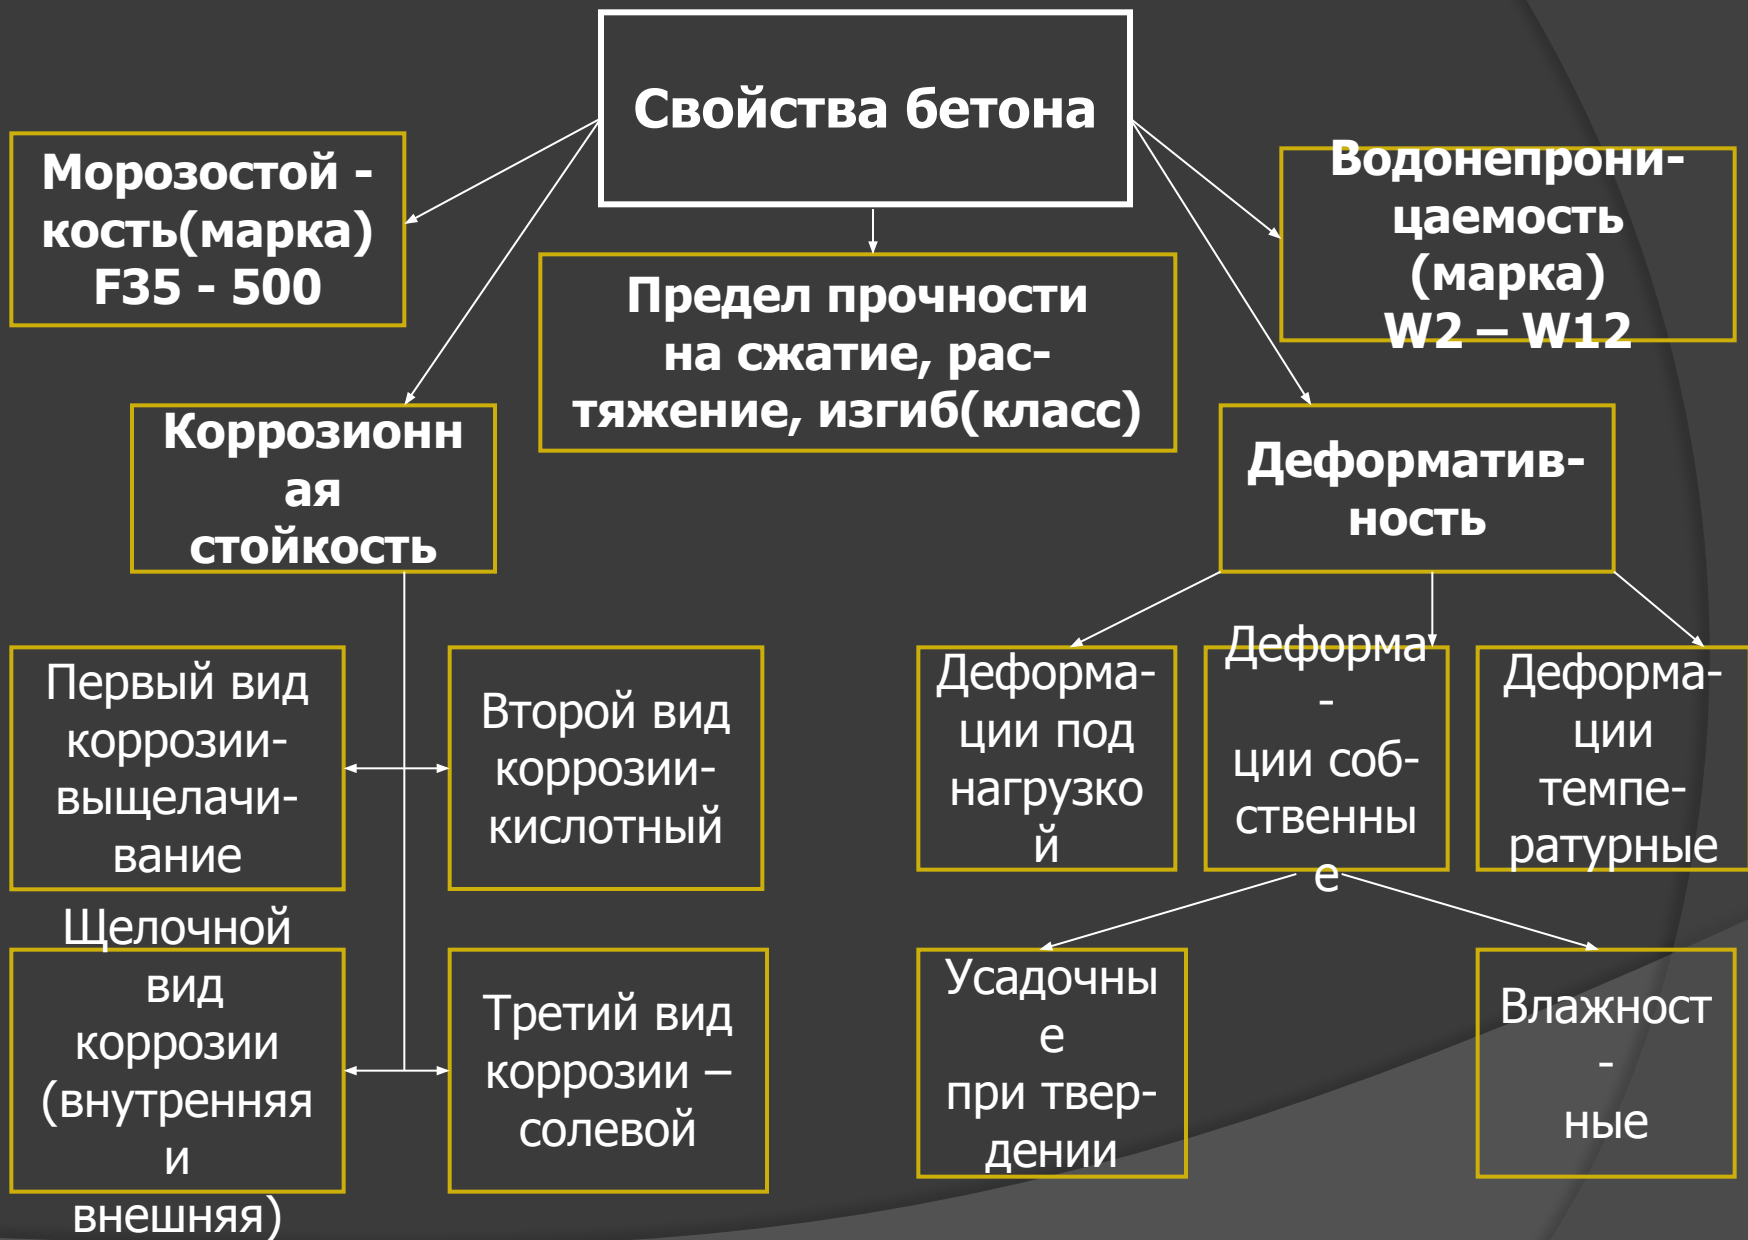 Свойства бетона
Морозостой -
кость(марка)
F35 - 500
Водонепрони-
цаемость
(марка)
W2 – W12
Предел прочности
на сжатие, рас-
тяжение, изгиб(класс)
Коррозионн
ая
стойкость
Деформатив-
ность
Первый вид
коррозии-
выщелачи-
вание
Второй вид
коррозии-
кислотный
Деформа-
ции под
нагрузко
й
Деформа
-
ции соб-
ственны
е
Деформа-
ции
темпе-
ратурные
Щелочной
вид
коррозии
(внутренняя
и
внешняя)
Третий вид
коррозии –
солевой
Усадочны
е
при твер-
дении
Влажност
-
ные